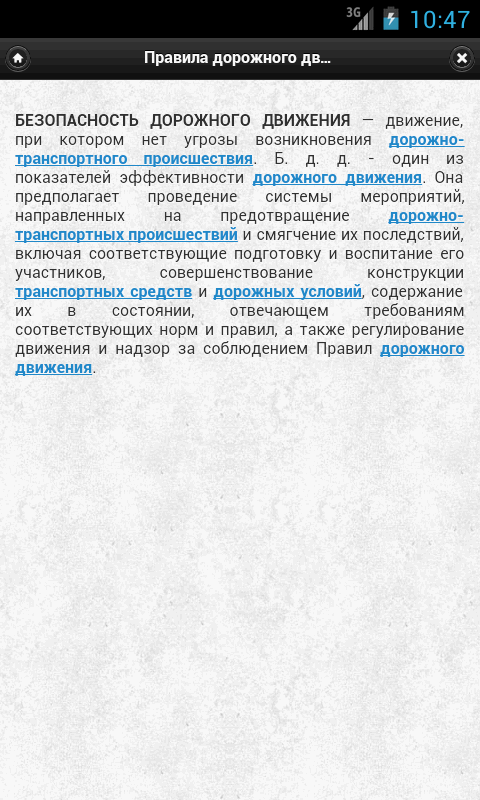 3G 10:47
Правила дорожного дв...
БЕЗОПАСНОСТЬ ДОРОЖНОГО ДВИЖЕНИЯ — движение,
при котором нет угрозы возникновения дорожно-
транспортного происшествия. Б. д. д. - один из
показателей эффективности дорожного движения. Она
предполагает проведение системы мероприятий,
направленных на предотвращение дорожно-
транспортных происшествий и смягчение их последствий,
включая соответствующие подготовку и воспитание его
участников, совершенствование конструкции
транспортных средств и дорожных условий, содержание
их в состоянии, отвечающем требованиям
соответствующих норм и правил, а также регулирование
движения и надзор за соблюдением Правил дорожного
движения.